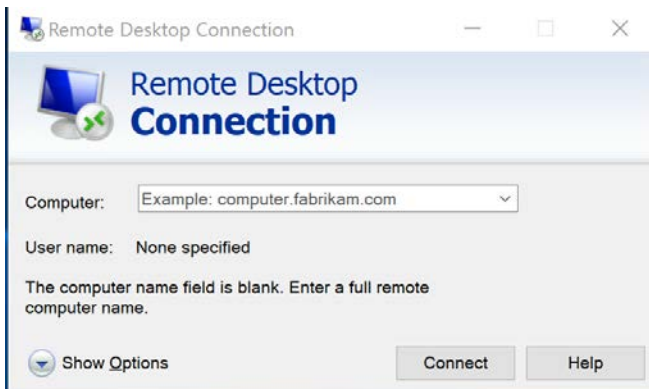 Remote Desktop Connection
Remote Desktop
Connection
Computer: Example: computer.fabrikam.com
User name: None specified
The computer name field is blank. Enter a full remote
computer name.
Show Options Connect Help